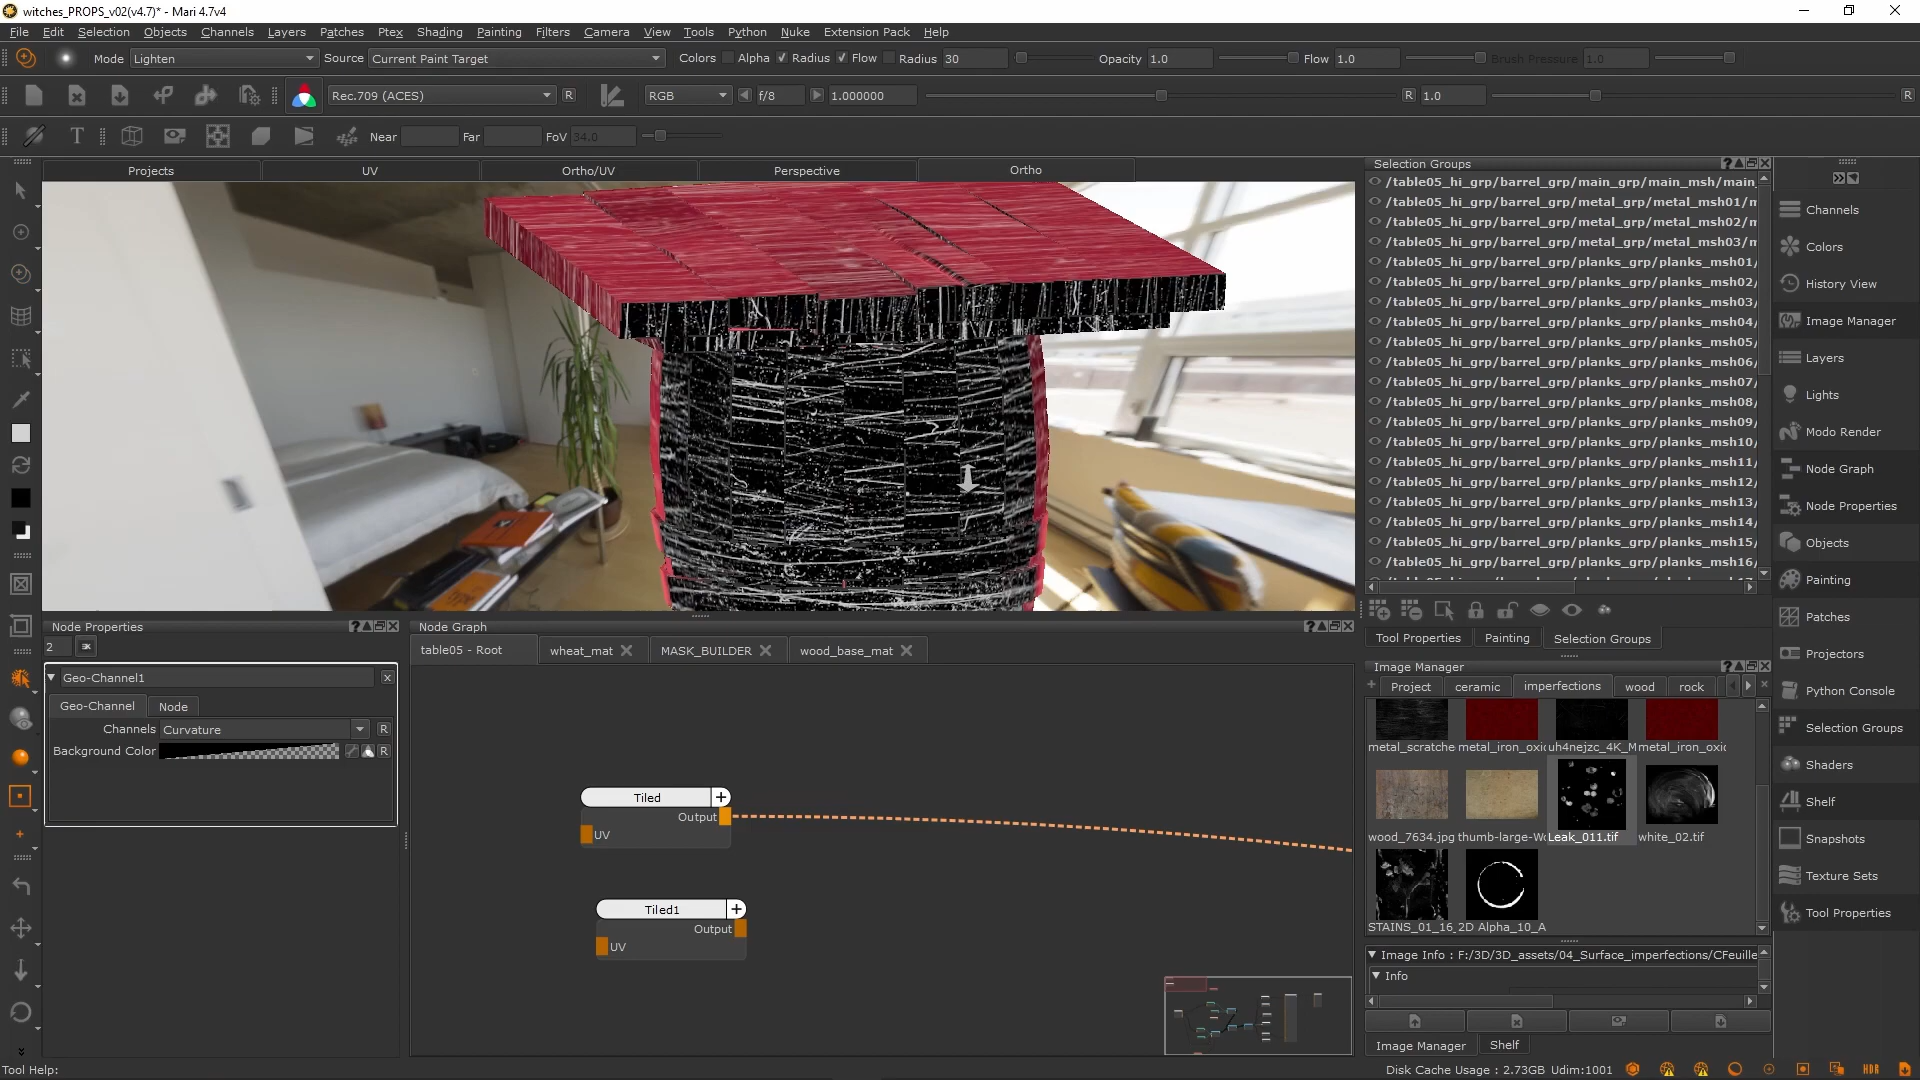 witches_PROPS_v02(v4.7)* - Mari 4.7v4
File Edit Selection Objects Channels Layers Patches Ptex Shading Painting Filters Camera View Tools Python Nuke Extension Pack Help
Mode Lighten Source Current Paint Target Colors Alpha Radius Flow Radius 30 Opacity 1.0 Flow 1.0 Brush Pressure 1.0
Rec.709 (ACES) R RGB f/8 1.000000 R 1.0 R
T Near Far FoV 34.0
Projects UV Ortho/UV Perspective Ortho
Selection Groups
/table05_hi_grp/barrel_grp/main_grp/main_msh/main_
/table05_hi_grp/barrel_grp/metal_grp/metal_msh01/m
/table05_hi_grp/barrel_grp/metal_grp/metal_msh02/m
/table05_hi_grp/barrel_grp/metal_grp/metal_msh03/m
/table05_hi_grp/barrel_grp/planks_grp/planks_msh01/
/table05_hi_grp/barrel_grp/planks_grp/planks_msh02/
/table05_hi_grp/barrel_grp/planks_grp/planks_msh03/
/table05_hi_grp/barrel_grp/planks_grp/planks_msh04/
/table05_hi_grp/barrel_grp/planks_grp/planks_msh05/
/table05_hi_grp/barrel_grp/planks_grp/planks_msh06/
/table05_hi_grp/barrel_grp/planks_grp/planks_msh07/
/table05_hi_grp/barrel_grp/planks_grp/planks_msh08/
/table05_hi_grp/barrel_grp/planks_grp/planks_msh09/
/table05_hi_grp/barrel_grp/planks_grp/planks_msh10/
/table05_hi_grp/barrel_grp/planks_grp/planks_msh11/
/table05_hi_grp/barrel_grp/planks_grp/planks_msh12/
/table05_hi_grp/barrel_grp/planks_grp/planks_msh13/
/table05_hi_grp/barrel_grp/planks_grp/planks_msh14/
/table05_hi_grp/barrel_grp/planks_grp/planks_msh15/
/table05_hi_grp/barrel_grp/planks_grp/planks_msh16/
Tool Properties Painting Selection Groups
Channels
Colors
History View
Image Manager
Layers
Lights
Modo Render
Node Graph
Node Properties
Objects
Painting
Patches
Projectors
Python Console
Selection Groups
Shaders
Shelf
Snapshots
Texture Sets
Tool Properties
Node Properties
2
Geo-Channel1
Geo-Channel Node
Channels Curvature R
Background Color R
Node Graph
table05 - Root wheat_mat MASK_BUILDER wood_base_mat
Tiled +
Output
UV
Tiled1 +
Output
UV
Image Manager
Project ceramic imperfections wood rock
metal_scratche metal_iron_oxi uh4nejzc_4K_M metal_iron_oxi
wood_7634.jpg thumb-large-Wo Leak_011.tif white_02.tif
STAINS_01_16_ 2D Alpha_10_A
Image Info : F:/3D/3D_assets/04_Surface_imperfections/CFeuille
Info
Image Manager Shelf
Tool Help:
Disk Cache Usage : 2.73GB Udim:1001
HDR